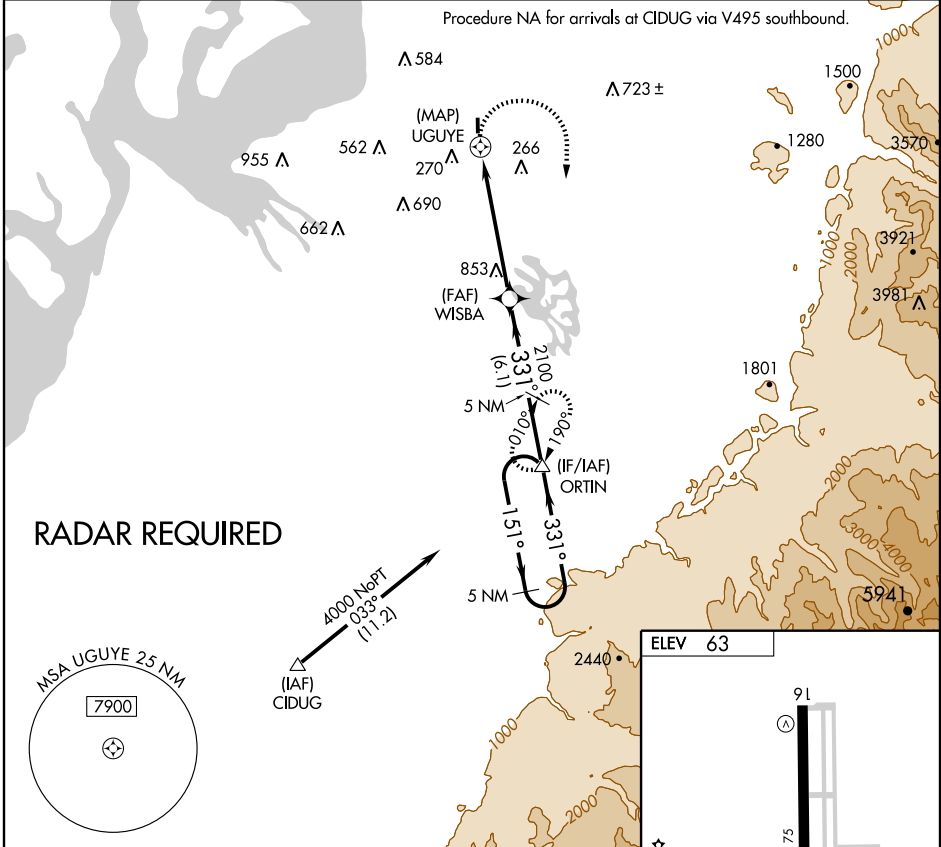 Procedure NA for arrivals at CIDUG via V495 southbound.
1000
584
723 ±
1500
(MAP)
UGUYE
1280
3570
955
562
270
266
690
662
1000
2000
3921
853
3981
(FAF)
WISBA
2100
331°
(6.1)
1801
5 NM
010°
190°
(IF/IAF)
ORTIN
2000
RADAR REQUIRED
151°
331°
3000
4000
4000 NoPT
033°
(11.2)
5 NM
5941
ELEV 63
MSA UGUYE 25 NM
2440
(IAF)
CIDUG
7900
16
1000
2000
75